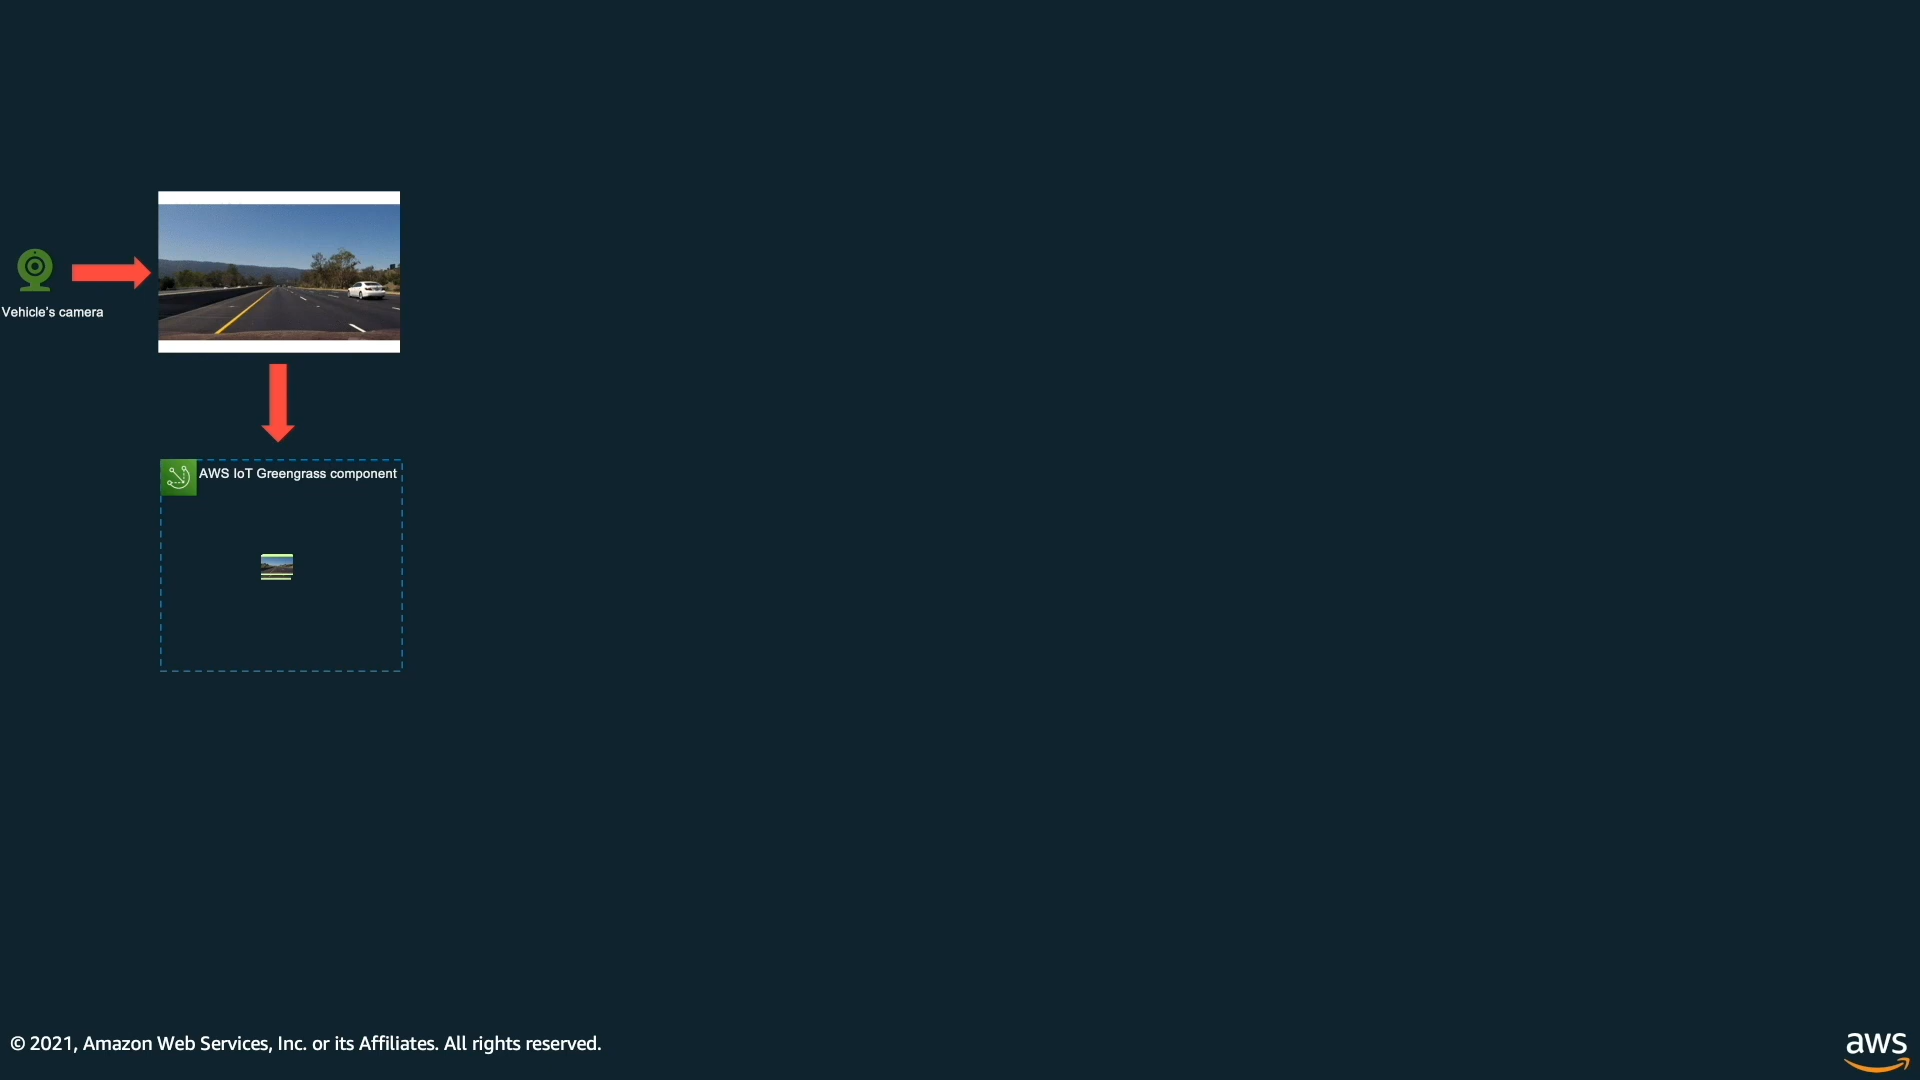 Vehicle's camera
AWS IoT Greengrass component
© 2021, Amazon Web Services, Inc. or its Affiliates. All rights reserved.
aws